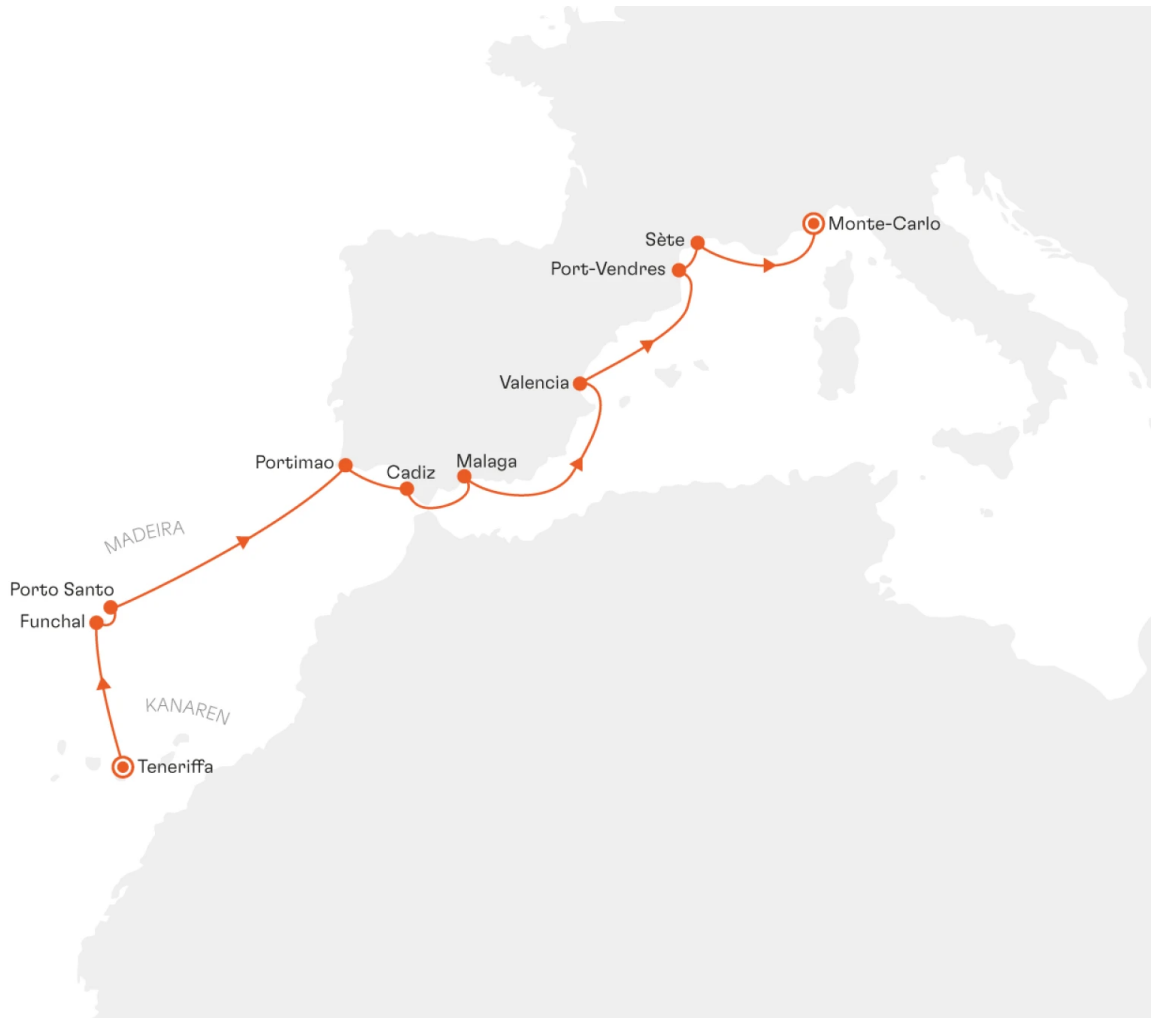 Monte-Carlo
Sète
Port-Vendres
Valencia
Portimao
Malaga
Cadiz
MADEIRA
Porto Santo
Funchal
KANAREN
Teneriffa